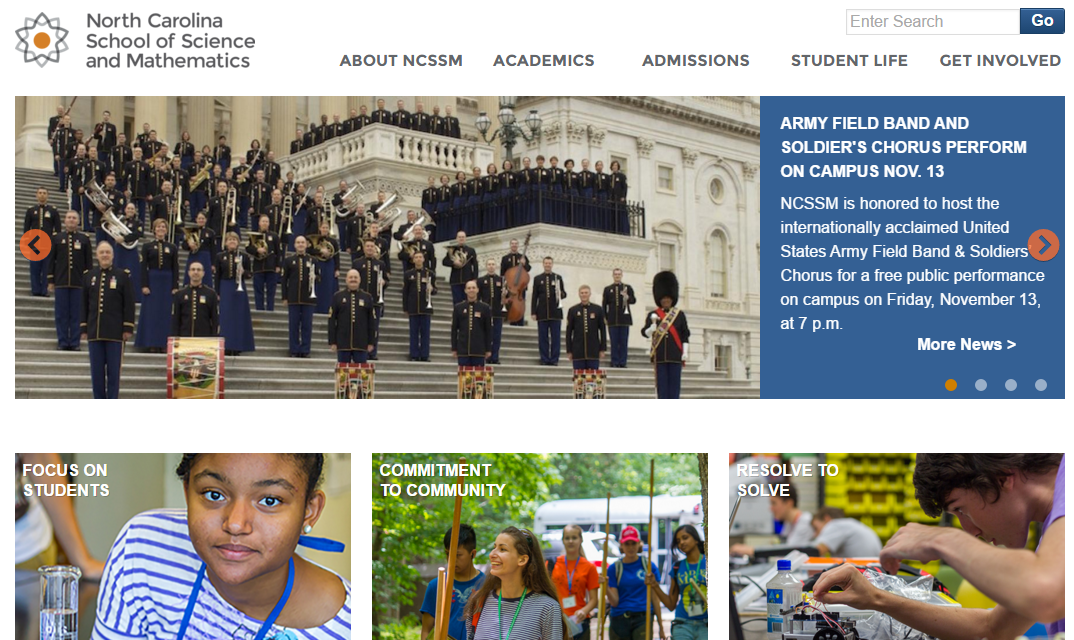 North Carolina
School of Science
and Mathematics
Enter Search
Go
ABOUT NCSSM
ACADEMICS
ADMISSIONS
STUDENT LIFE
GET INVOLVED
ARMY FIELD BAND AND
SOLDIER'S CHORUS PERFORM
ON CAMPUS NOV. 13
NCSSM is honored to host the
internationally acclaimed United
States Army Field Band & Soldiers
Chorus for a free public performance
on campus on Friday, November 13,
at 7 p.m.
More News >
FOCUS ON
STUDENTS
COMMITMENT
TO COMMUNITY
RESOLVE TO
SOLVE